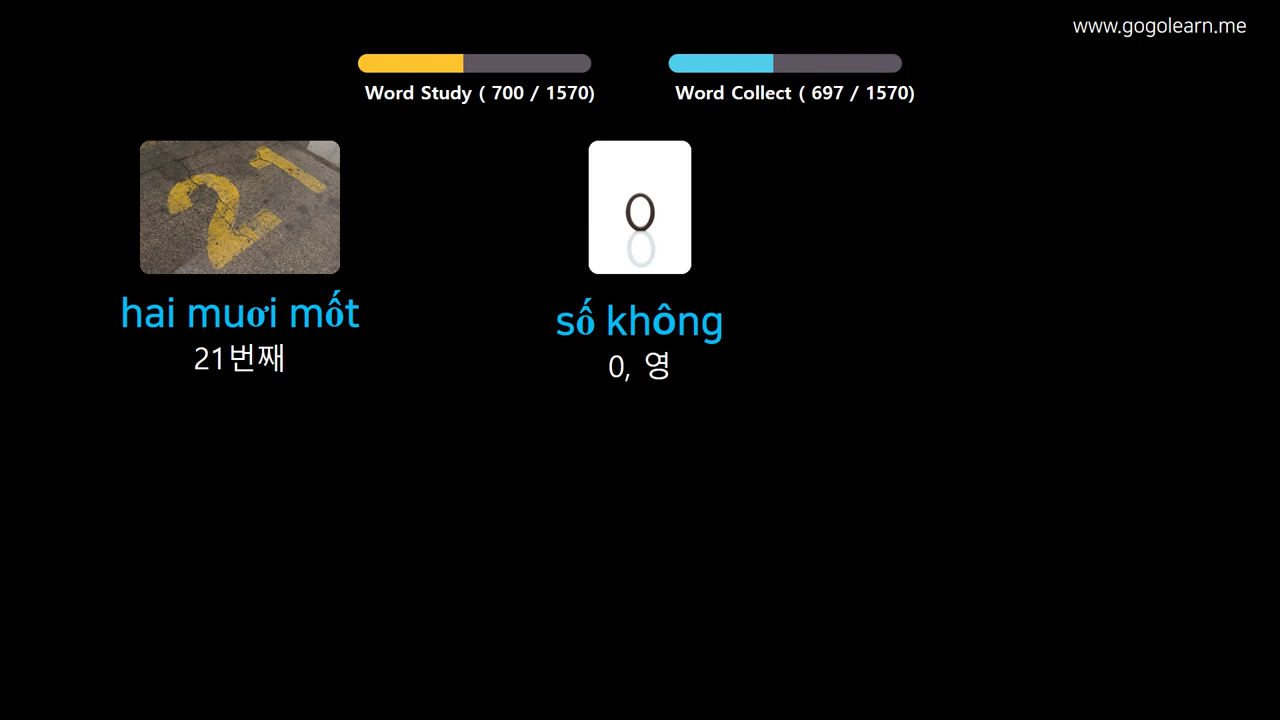 www.gogolearn.me
Word Study ( 700 / 1570)
Word Collect ( 697 / 1570)
21
0
hai muơi mốt
21번째
số không
0, 영